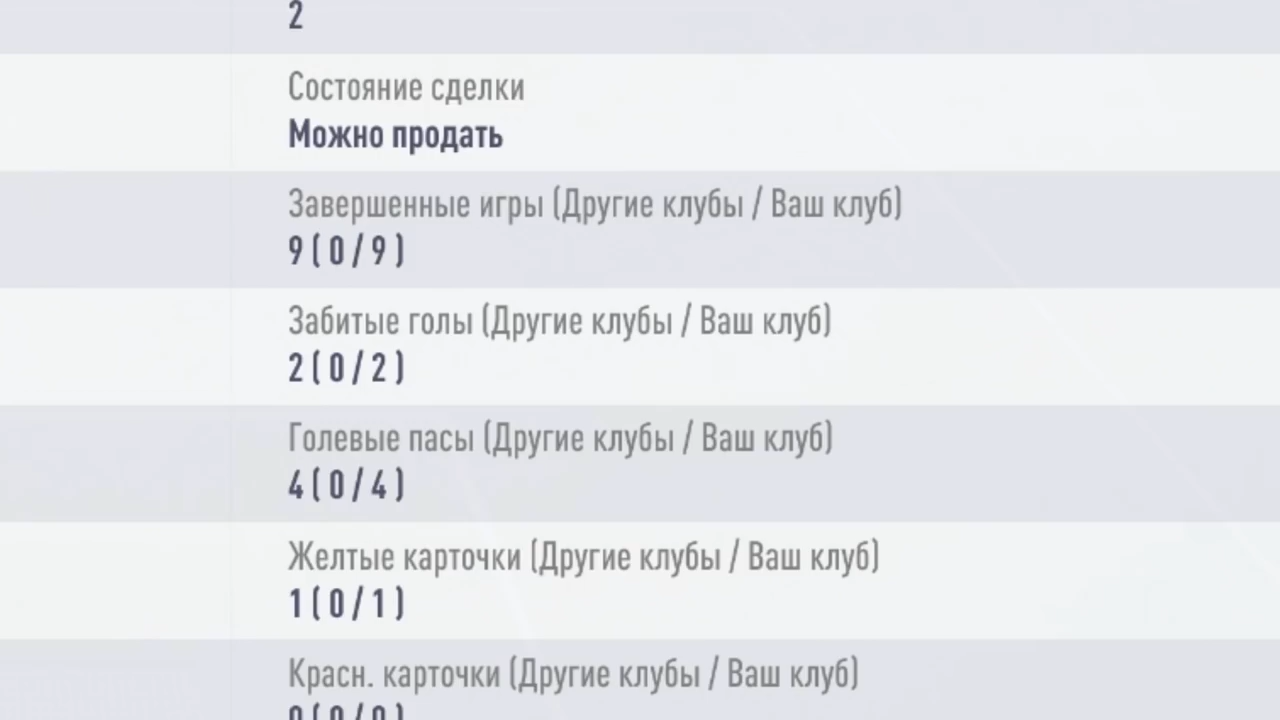 2
Состояние сделки
Можно продать
Завершенные игры (Другие клубы / Ваш клуб)
9 ( 0 / 9 )
Забитые голы (Другие клубы / Ваш клуб)
2 ( 0 / 2 )
Голевые пасы (Другие клубы / Ваш клуб)
4 ( 0 / 4 )
Желтые карточки (Другие клубы / Ваш клуб)
1 ( 0 / 1 )
Красн. карточки (Другие клубы / Ваш клуб)